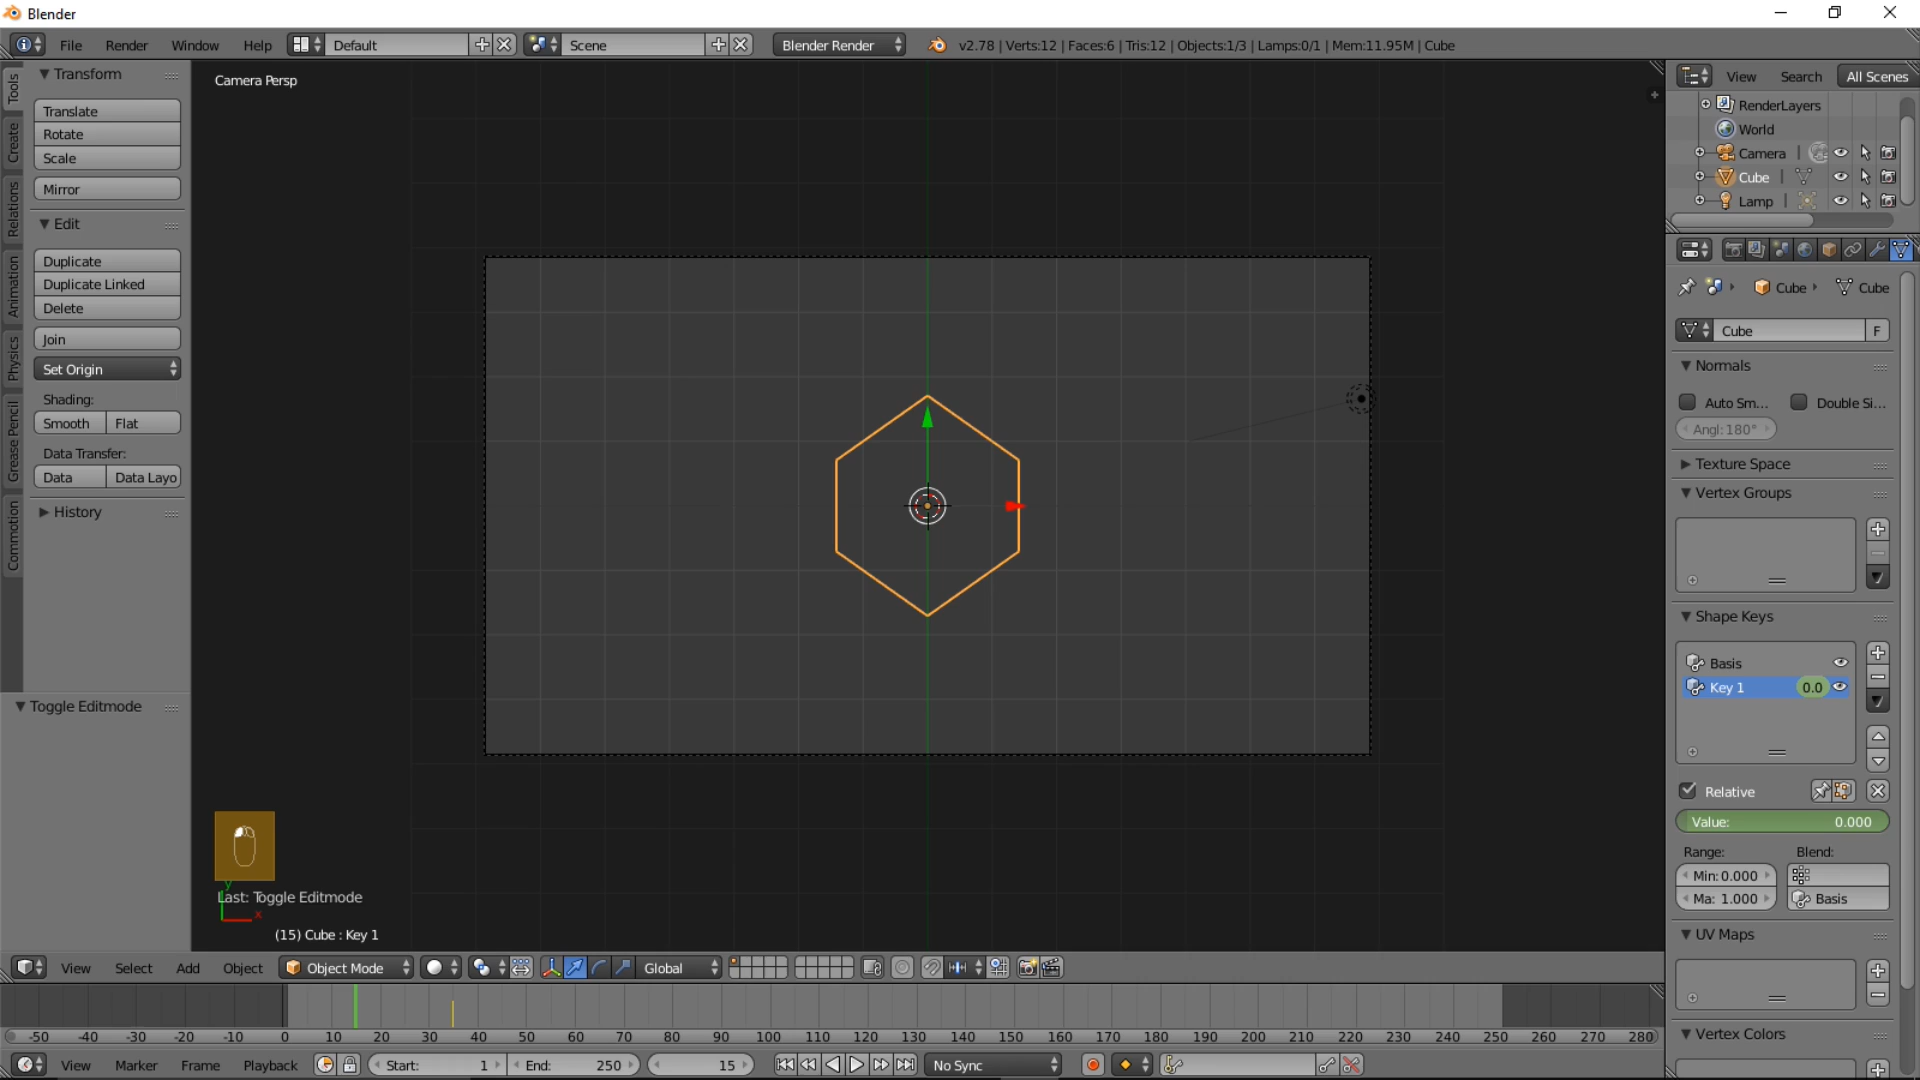 Blender
File Render Window Help Default Scene Blender Render v2.78 | Verts:12 | Faces:6 | Tris:12 | Objects:1/3 | Lamps:0/1 | Mem:11.95M | Cube
Tools
Create
Relations
Animation
Physics
Grease Pencil
Commotion
Transform
Translate
Rotate
Scale
Mirror
Edit
Duplicate
Duplicate Linked
Delete
Join
Set Origin
Shading:
Smooth Flat
Data Transfer:
Data Data Layo
History
Toggle Editmode
Camera Persp
y
x
Last: Toggle Editmode
(15) Cube : Key 1
View Search All Scenes
RenderLayers
World
Camera
Cube
Lamp
Cube Cube
Cube F
Normals
Auto Sm... Double Si...
Angl: 180°
Texture Space
Vertex Groups
Shape Keys
Basis
Key 1 0.0
Relative
Value: 0.000
Range: Blend:
Min: 0.000
Ma: 1.000 Basis
UV Maps
Vertex Colors
View Select Add Object Object Mode Global
-50 -40 -30 -20 -10 0 10 20 30 40 50 60 70 80 90 100 110 120 130 140 150 160 170 180 190 200 210 220 230 240 250 260 270 280
View Marker Frame Playback Start: 1 End: 250 15 No Sync